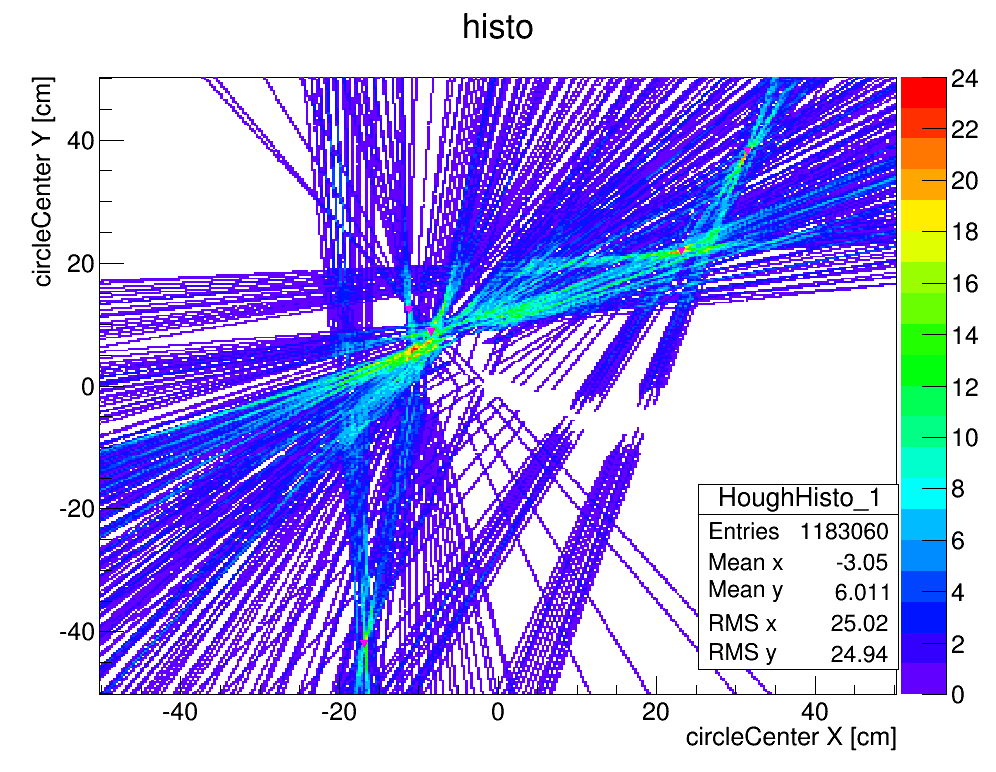 histo
circleCenter Y [cm]
40
20
0
-20
-40
-40
-20
0
20
40
circleCenter X [cm]
24
22
20
18
16
14
12
10
8
6
4
2
0
HoughHisto_1
Entries 1183060
Mean x -3.05
Mean y 6.011
RMS x 25.02
RMS y 24.94